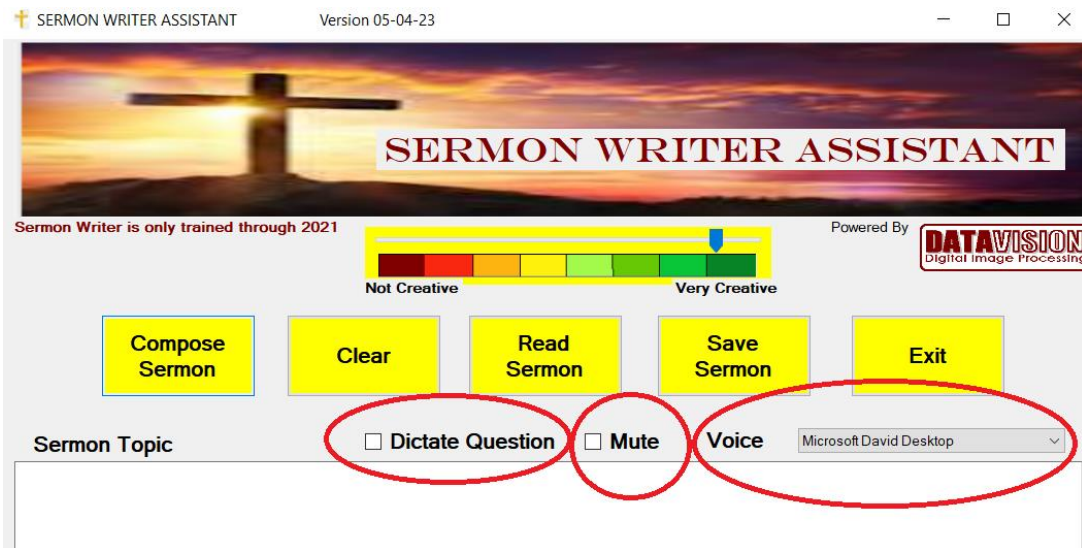 SERMON WRITER ASSISTANT Version 05-04-23
SERMON WRITER ASSISTANT
Sermon Writer is only trained through 2021
Powered By
DATAVISION
Digital Image Processing
Not Creative Very Creative
Compose Sermon
Clear
Read Sermon
Save Sermon
Exit
Sermon Topic
Dictate Question
Mute
Voice
Microsoft David Desktop